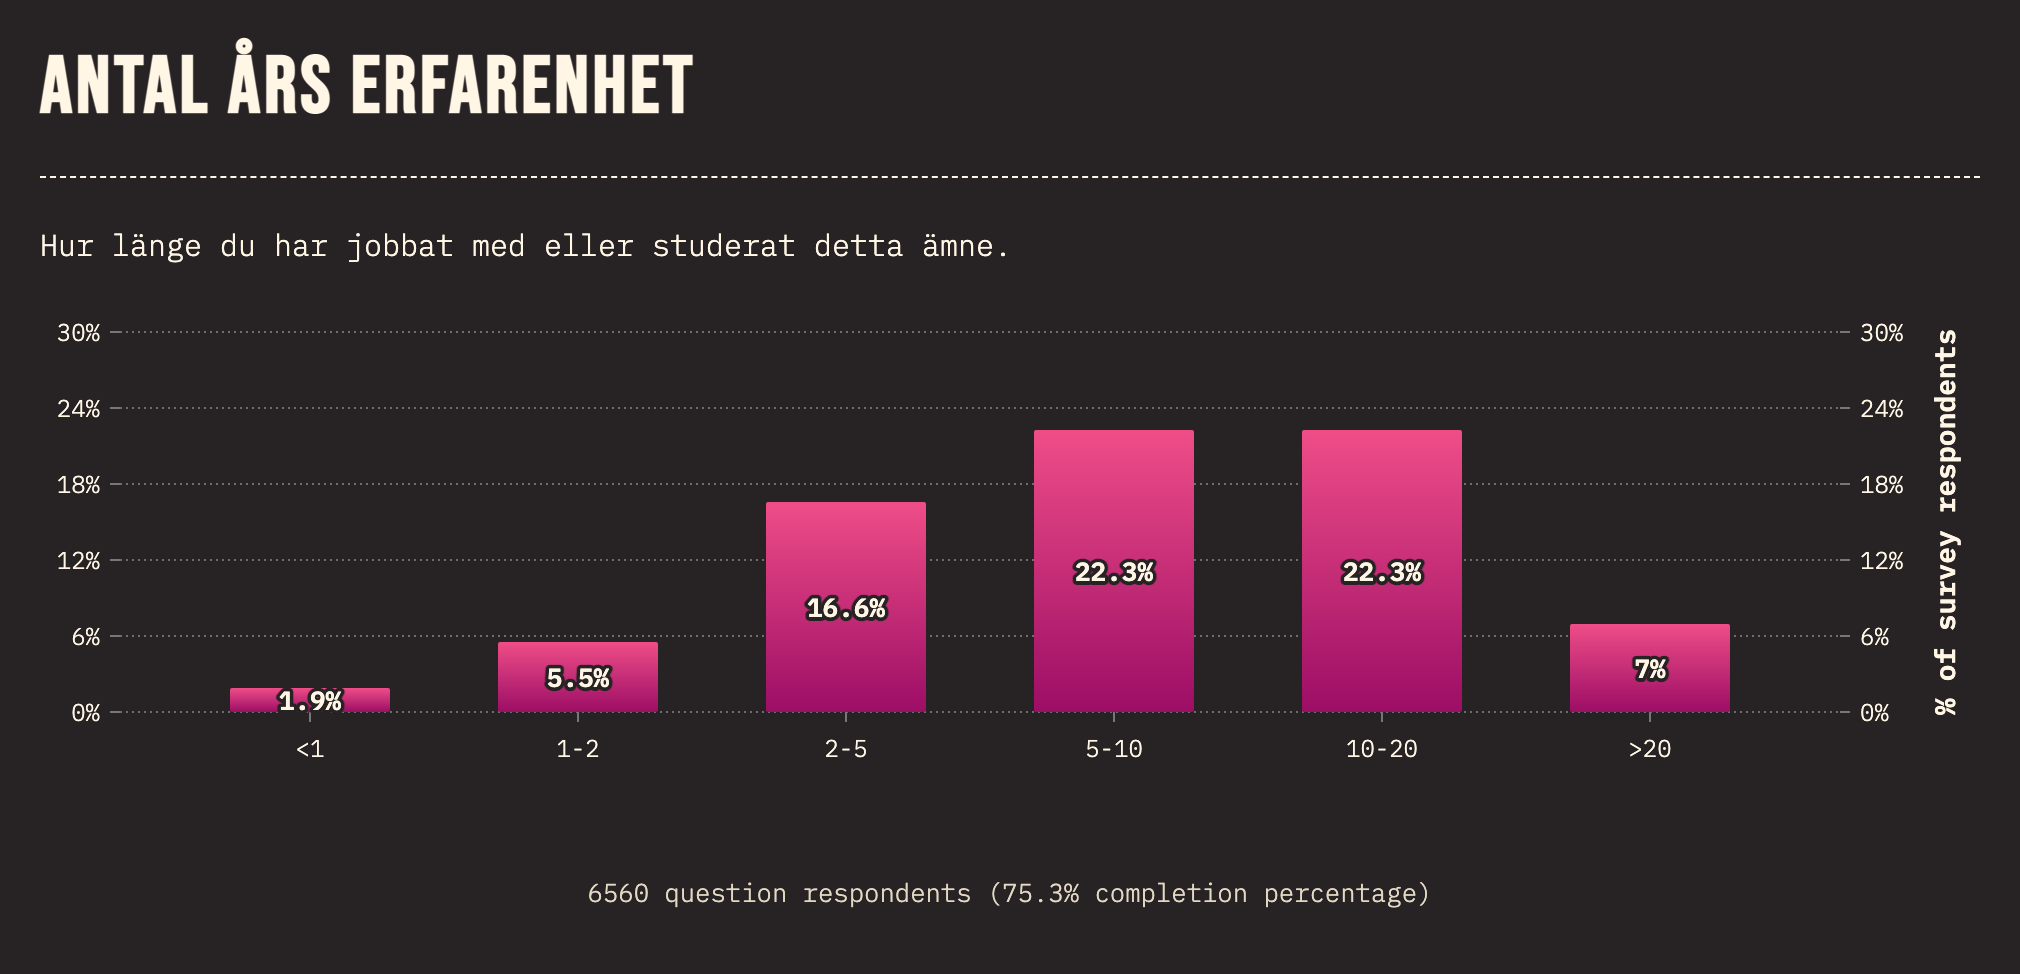 ANTAL ÅRS ERFARENHET
Hur länge du har jobbat med eller studerat detta ämne.
30% 30%
24% 24%
18% 18%
12% 12%
6% 6%
0% 0%
% of survey respondents
1.9% 5.5% 16.6% 22.3% 22.3% 7%
<1 1-2 2-5 5-10 10-20 >20
6560 question respondents (75.3% completion percentage)